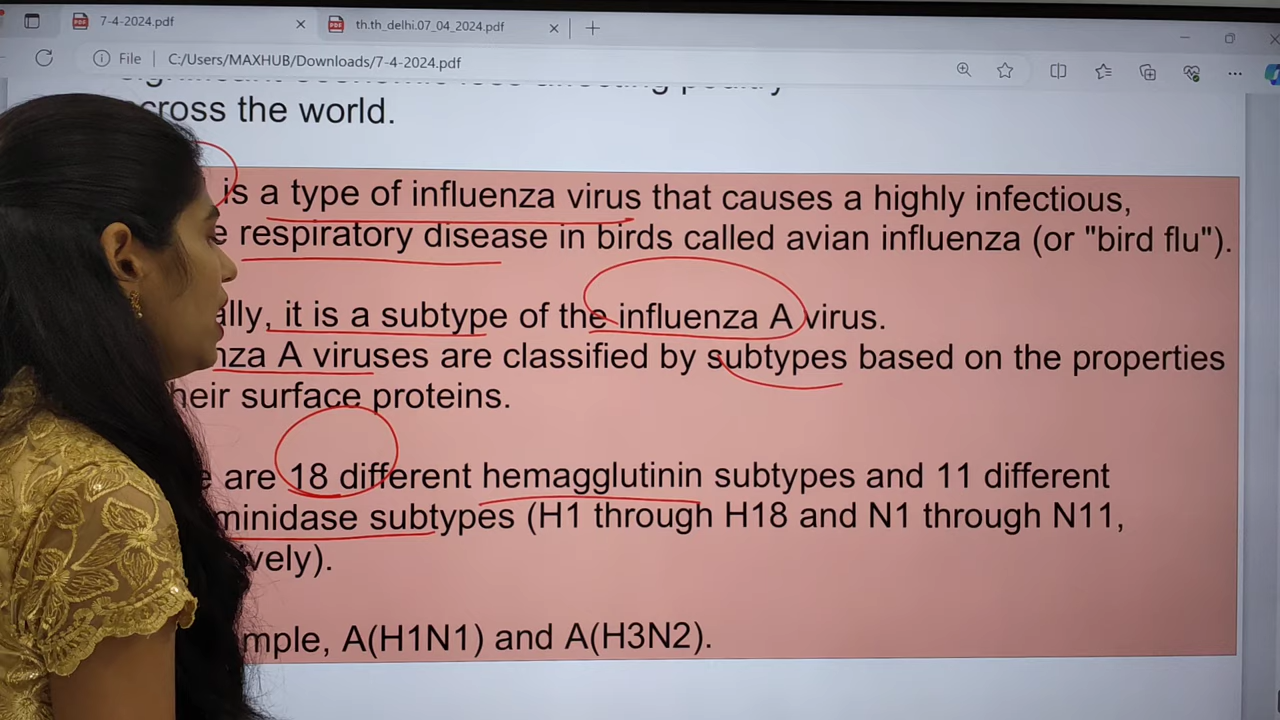 7-4-2024.pdf
th.th_delhi.07_04_2024.pdf
File C:/Users/MAXHUB/Downloads/7-4-2024.pdf
cross the world.
is a type of influenza virus that causes a highly infectious,
respiratory disease in birds called avian influenza (or "bird flu").
ally, it is a subtype of the influenza A virus.
nza A viruses are classified by subtypes based on the properties
heir surface proteins.
e are 18 different hemagglutinin subtypes and 11 different
minidase subtypes (H1 through H18 and N1 through N11,
vely).
mple, A(H1N1) and A(H3N2).